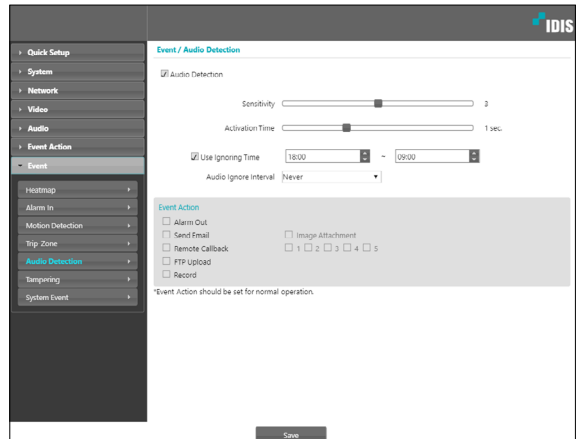 IDIS
Quick Setup
System
Network
Video
Audio
Event Action
Event
Heatmap
Alarm In
Motion Detection
Trip Zone
Audio Detection
Tampering
System Event
Event / Audio Detection
Audio Detection
Sensitivity 3
Activation Time 1 sec.
Use Ignoring Time 18:00 ~ 09:00
Audio Ignore Interval Never
Event Action
Alarm Out
Send Email Image Attachment
Remote Callback 1 2 3 4 5
FTP Upload
Record
*Event Action should be set for normal operation.
Save